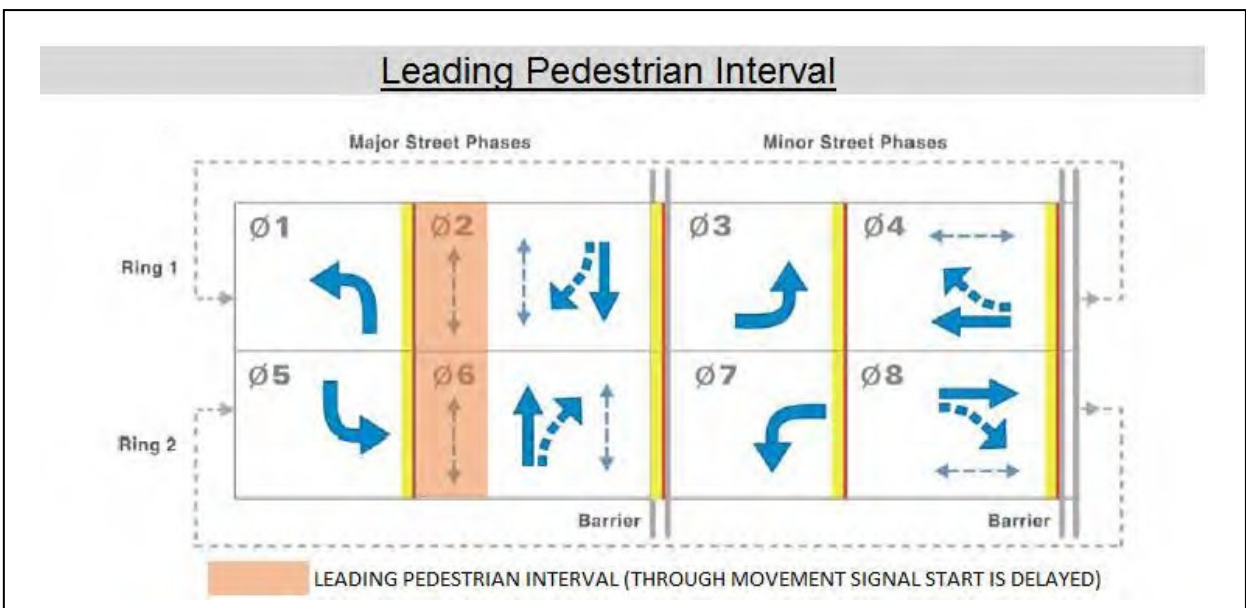 Leading Pedestrian Interval
Major Street Phases
Minor Street Phases
Ring 1
Ø1
Ø2
Ø3
Ø4
Ring 2
Ø5
Ø6
Ø7
Ø8
Barrier
Barrier
LEADING PEDESTRIAN INTERVAL (THROUGH MOVEMENT SIGNAL START IS DELAYED)